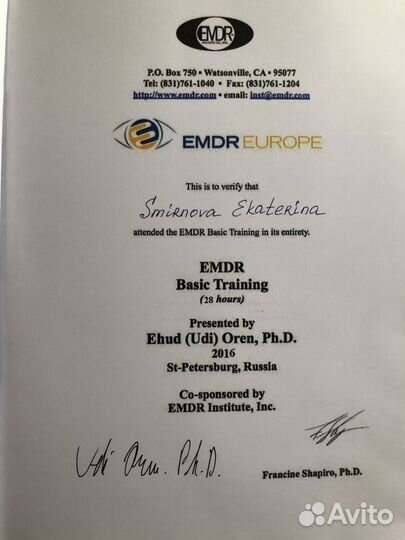 EMDR
P.O. Box 750 ▪ Watsonville, CA ▪ 95077
Tel: (831)761-1040 ▪ Fax: (831)761-1204
http://www.emdr.com ▪ email: inst@emdr.com
EMDR EUROPE
This is to verify that
Smirnova Ekaterina
attended the EMDR Basic Training in its entirety.
EMDR
Basic Training
(28 hours)
Presented by
Ehud (Udi) Oren, Ph.D.
2016
St-Petersburg, Russia
Co-sponsored by
EMDR Institute, Inc.
Udi Oren. Ph.D.
Francine Shapiro, Ph.D.
Avito